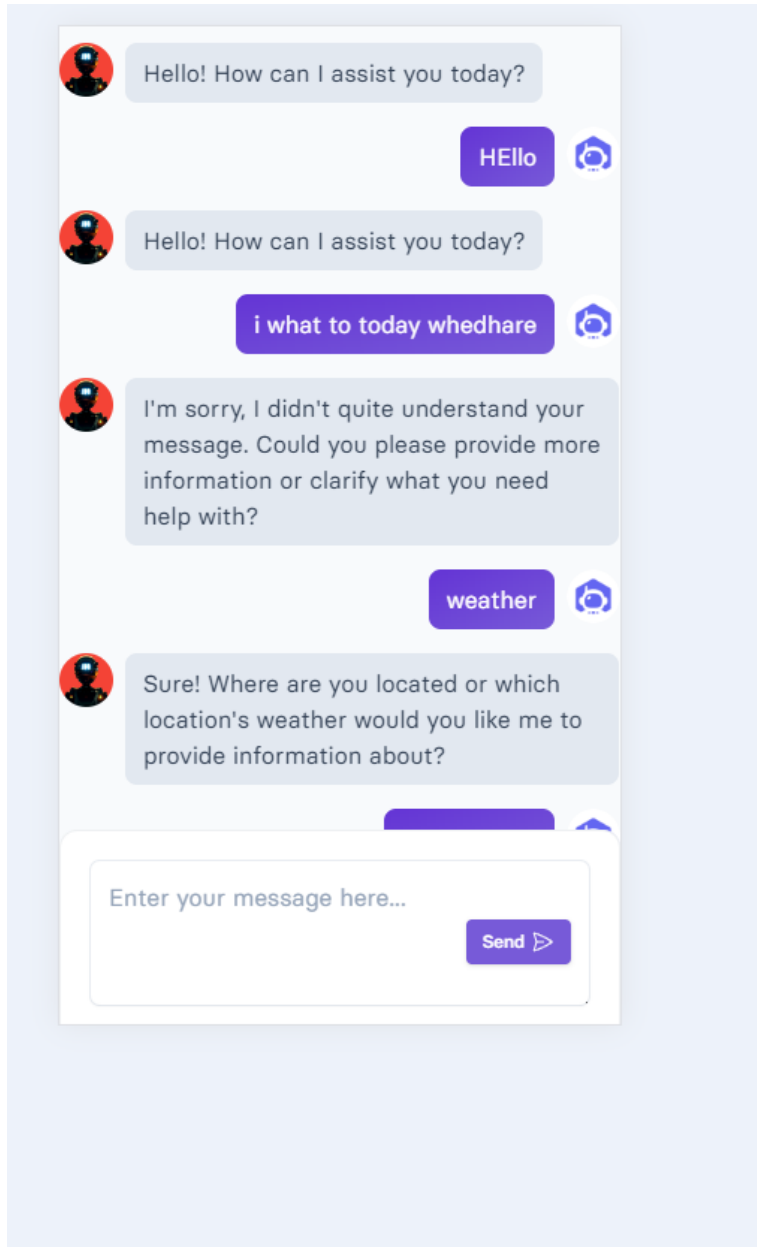 Hello! How can I assist you today?
HEllo
Hello! How can I assist you today?
i what to today whedhare
I'm sorry, I didn't quite understand your
message. Could you please provide more
information or clarify what you need
help with?
weather
Sure! Where are you located or which
location's weather would you like me to
provide information about?
Enter your message here...
Send